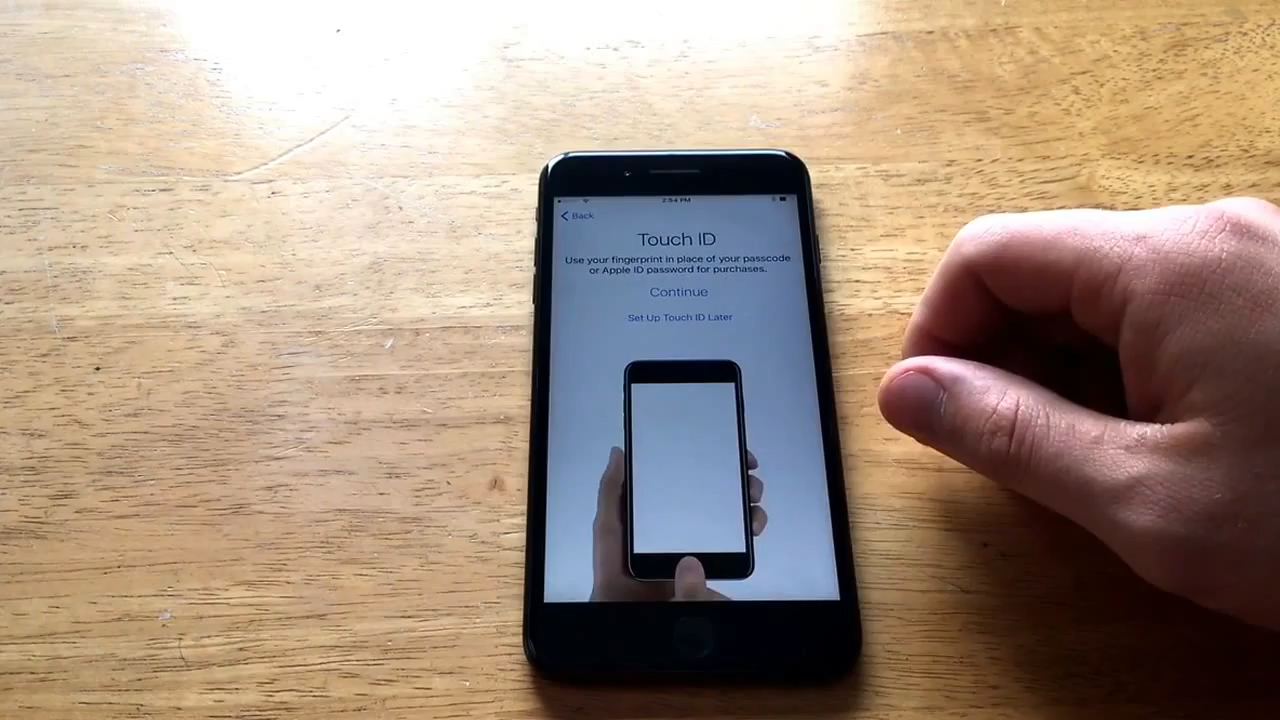 2:54 PM
Back
Touch ID
Use your fingerprint in place of your passcode
or Apple ID password for purchases.
Continue
Set Up Touch ID Later